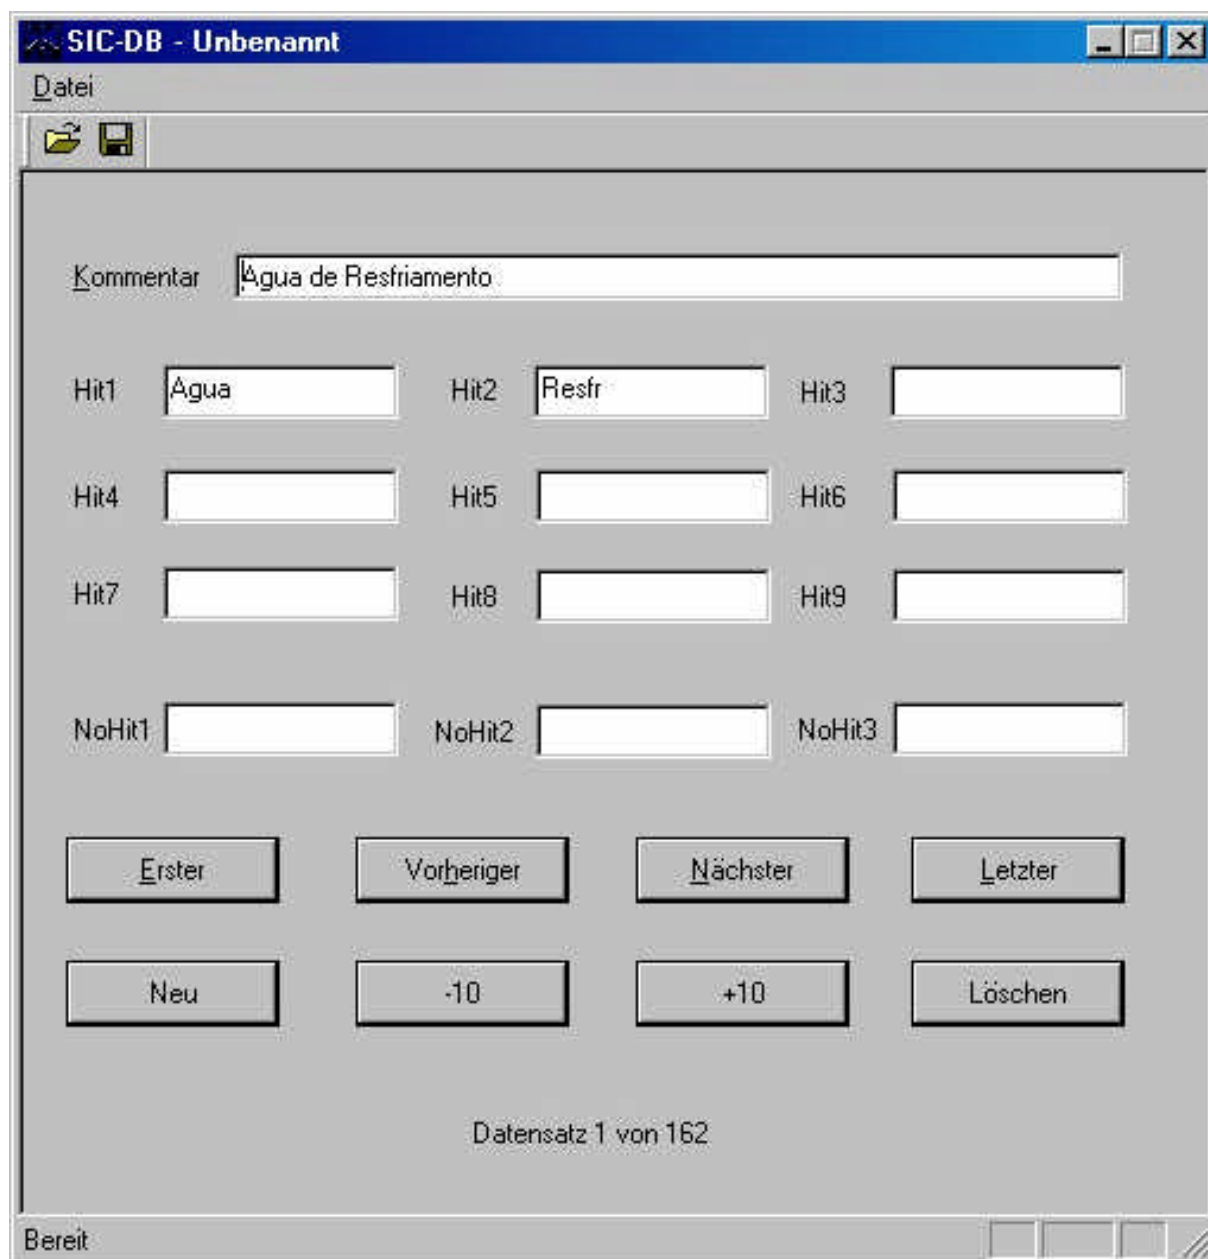 SIC-DB - Unbenannt
Datei
Kommentar Agua de Resfriamento
Hit1 Agua Hit2 Resfr Hit3
Hit4 Hit5 Hit6
Hit7 Hit8 Hit9
NoHit1 NoHit2 NoHit3
Erster Vorheriger Nächster Letzter
Neu -10 +10 Löschen
Datensatz 1 von 162
Bereit